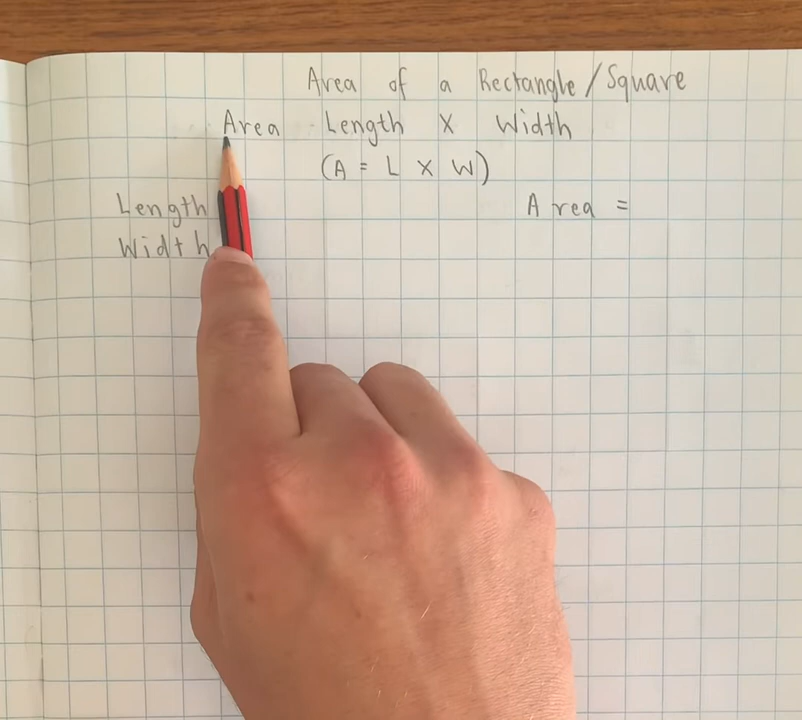 Area of a Rectangle/Square
Area Length X Width
(A = L X W)
Length
Area =
Width